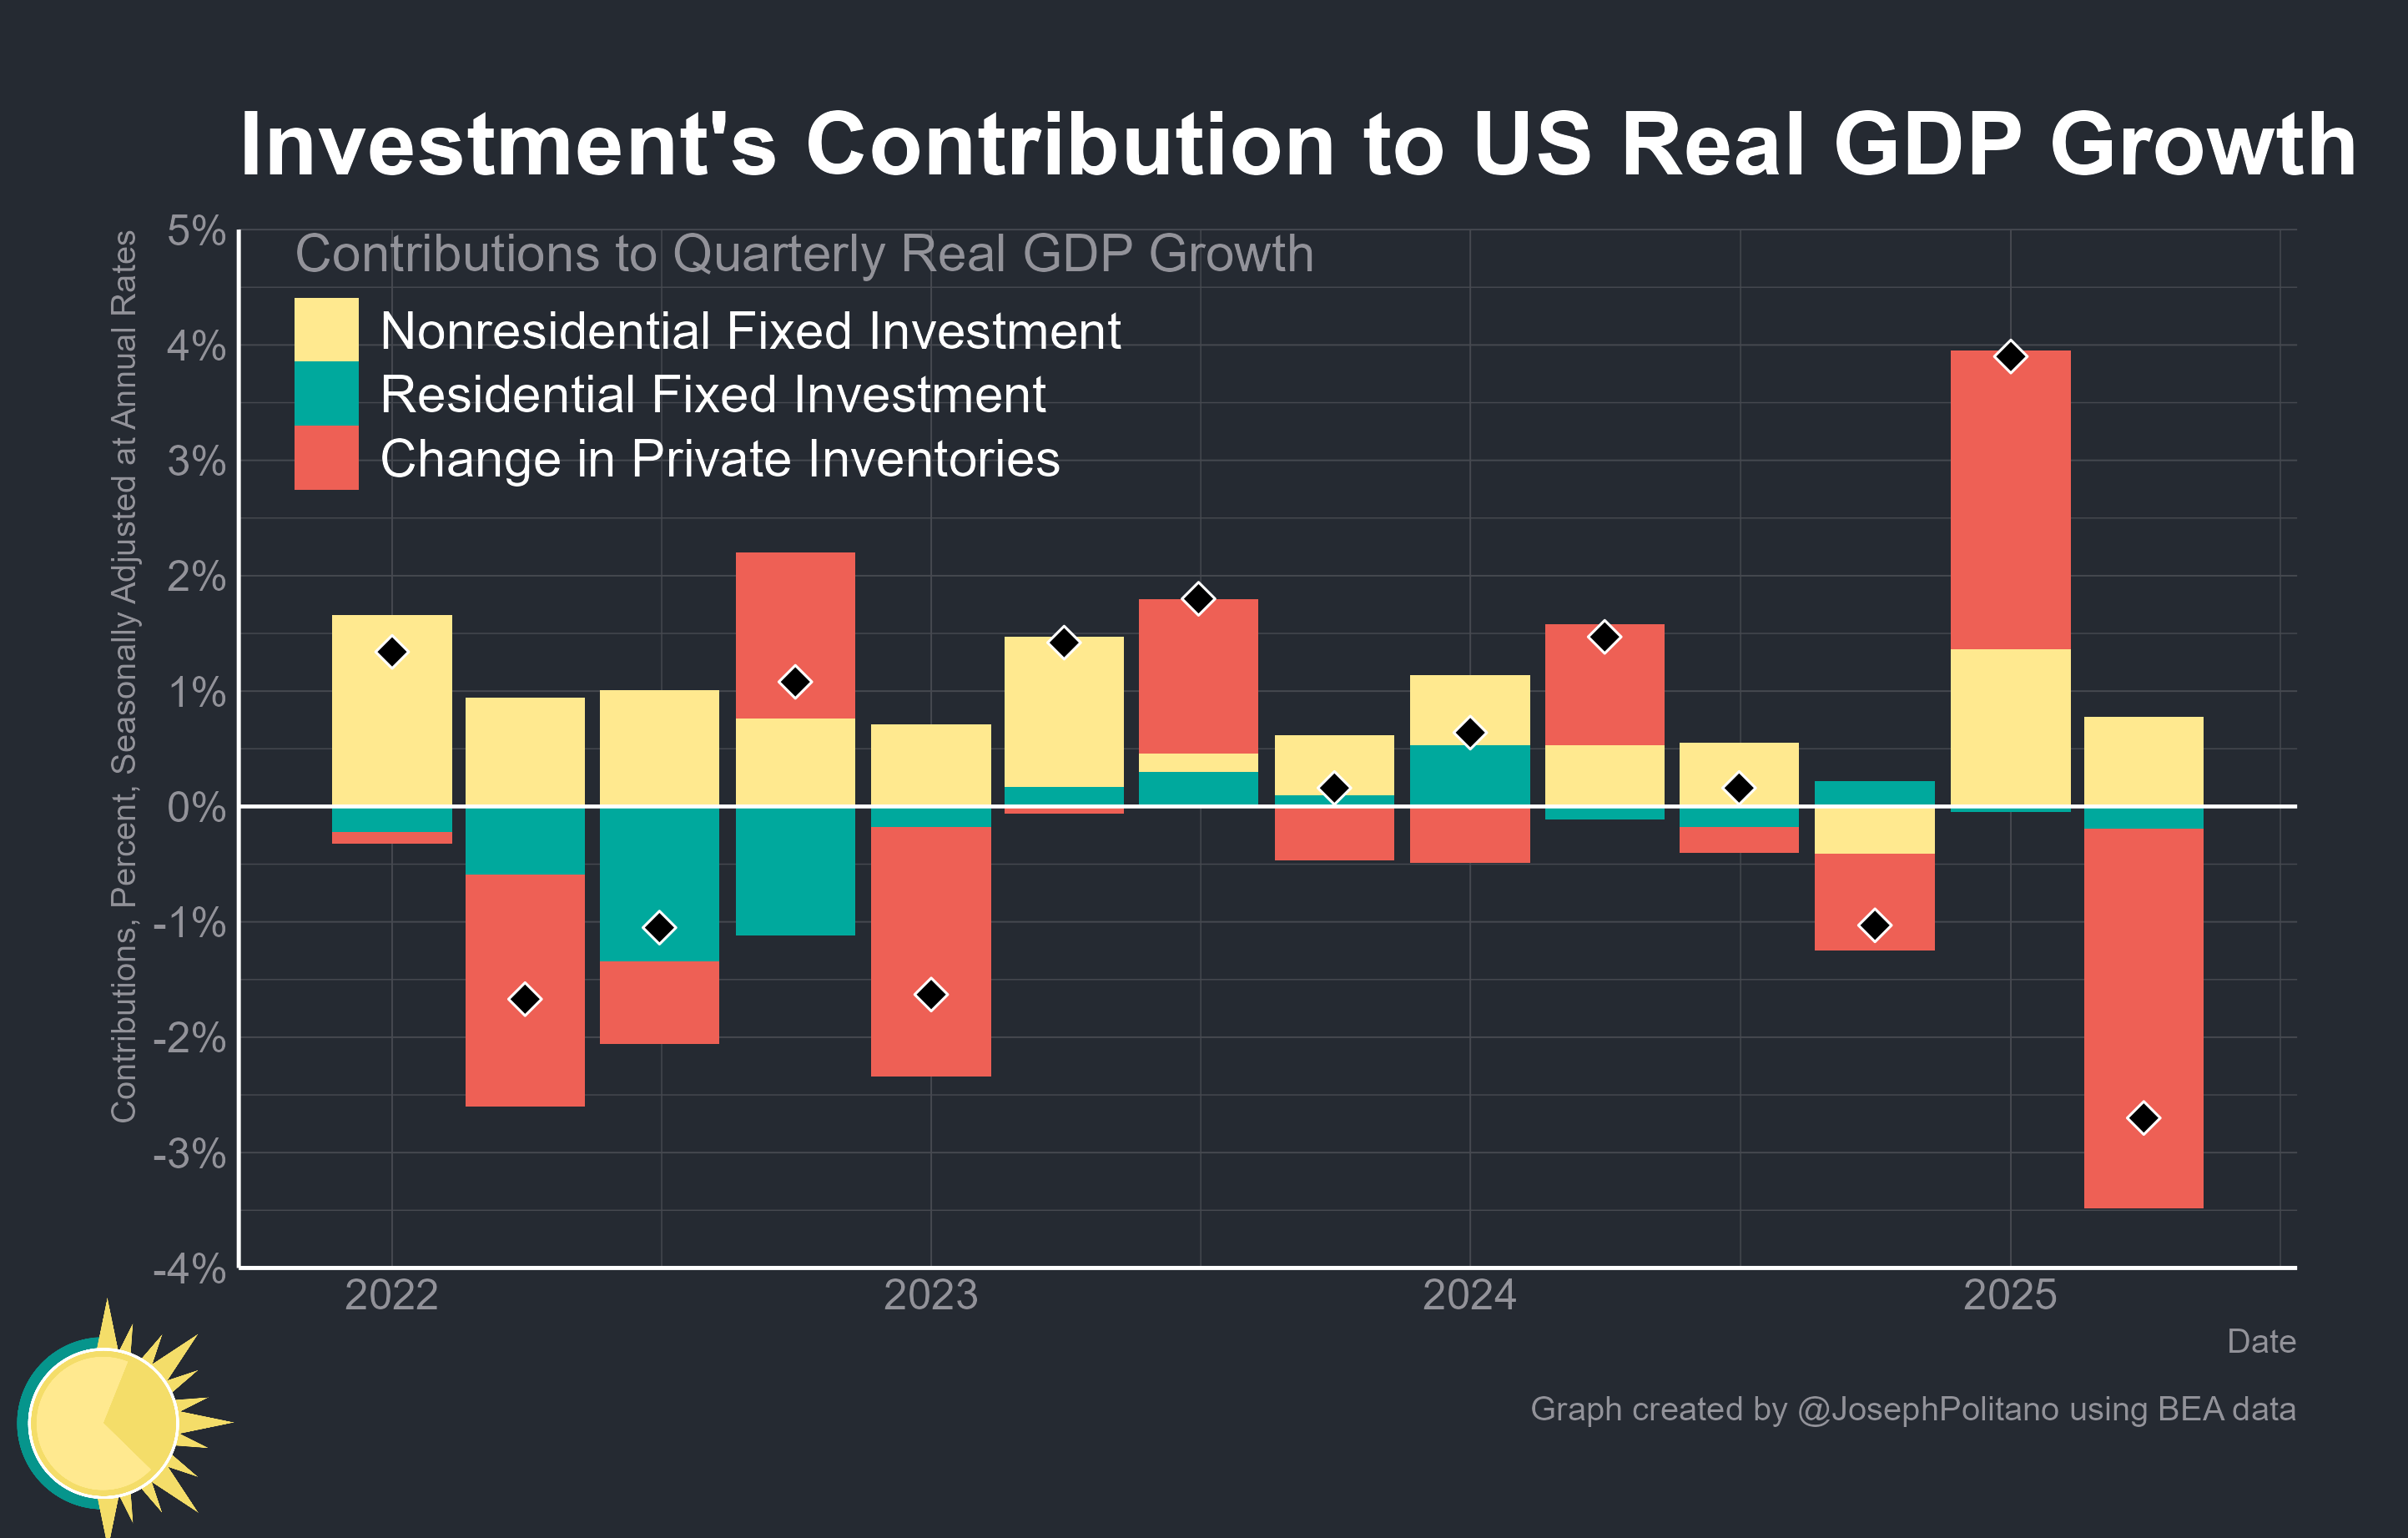 Investment's Contribution to US Real GDP Growth
Contributions to Quarterly Real GDP Growth
Nonresidential Fixed Investment
Residential Fixed Investment
Change in Private Inventories
Contributions, Percent, Seasonally Adjusted at Annual Rates
5%
4%
3%
2%
1%
0%
-1%
-2%
-3%
-4%
2022
2023
2024
2025
Date
Graph created by @JosephPolitano using BEA data